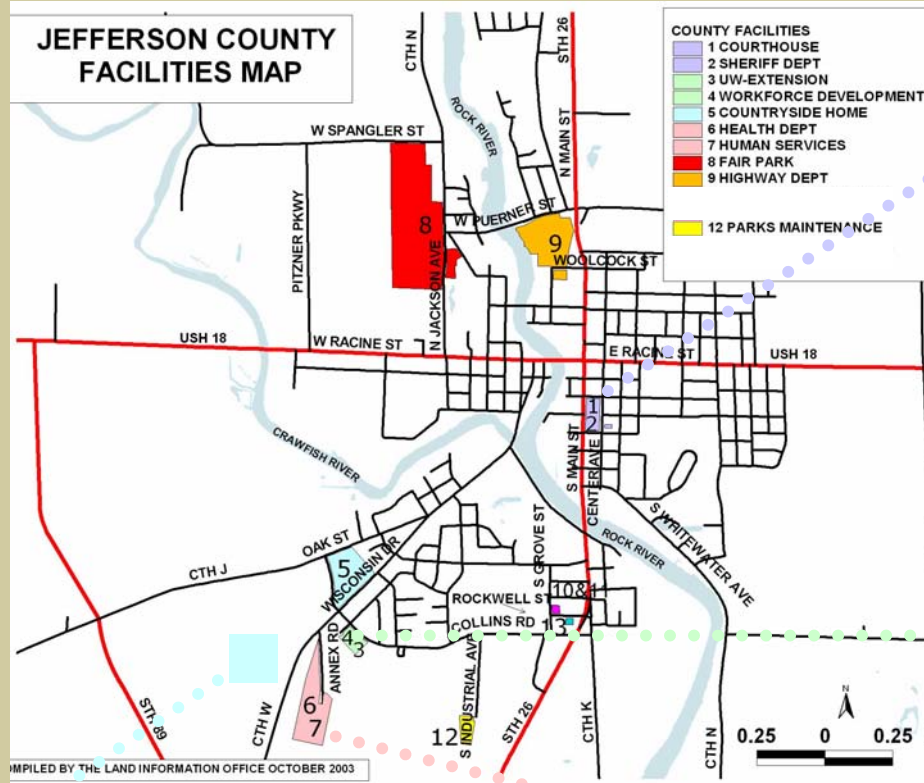 JEFFERSON COUNTY
FACILITIES MAP
COUNTY FACILITIES
1 COURTHOUSE
2 SHERIFF DEPT
3 UW-EXTENSION
4 WORKFORCE DEVELOPMENT
5 COUNTRYSIDE HOME
6 HEALTH DEPT
7 HUMAN SERVICES
8 FAIR PARK
9 HIGHWAY DEPT
12 PARKS MAINTENANCE
CTH N
STH 26
ROCK RIVER
W SPANGLER ST
N MAIN ST
PITZNER PKWY
8
W PUERNER ST
9
WOOLCOCK ST
N JACKSON AVE
USH 18
W RACINE ST
E RACINE ST
USH 18
1
2
S MAIN ST
CENTER AVE
CRAWFISH RIVER
S WHITEWATER AVE
OAK ST
S GROVE ST
ROCK RIVER
CTH J
5
WISCONSIN DR
10&11
ROCKWELL ST
COLLINS RD
13
4
3
ANNEX RD
6
7
S INDUSTRIAL AVE
12
STH 89
CTH W
STH 26
CTH K
CTH N
N
0.25
0
0.25
OMPILED BY THE LAND INFORMATION OFFICE OCTOBER 2003